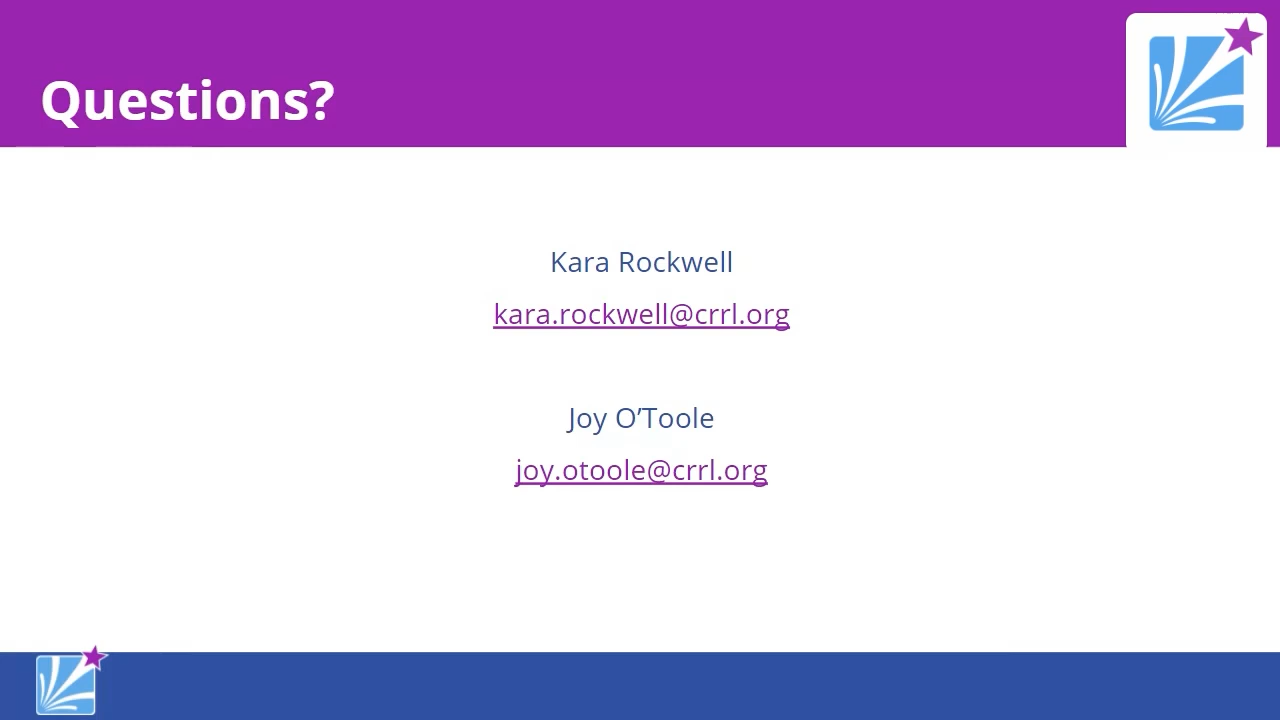 Questions?
Kara Rockwell
kara.rockwell@crrl.org
Joy O’Toole
joy.otoole@crrl.org